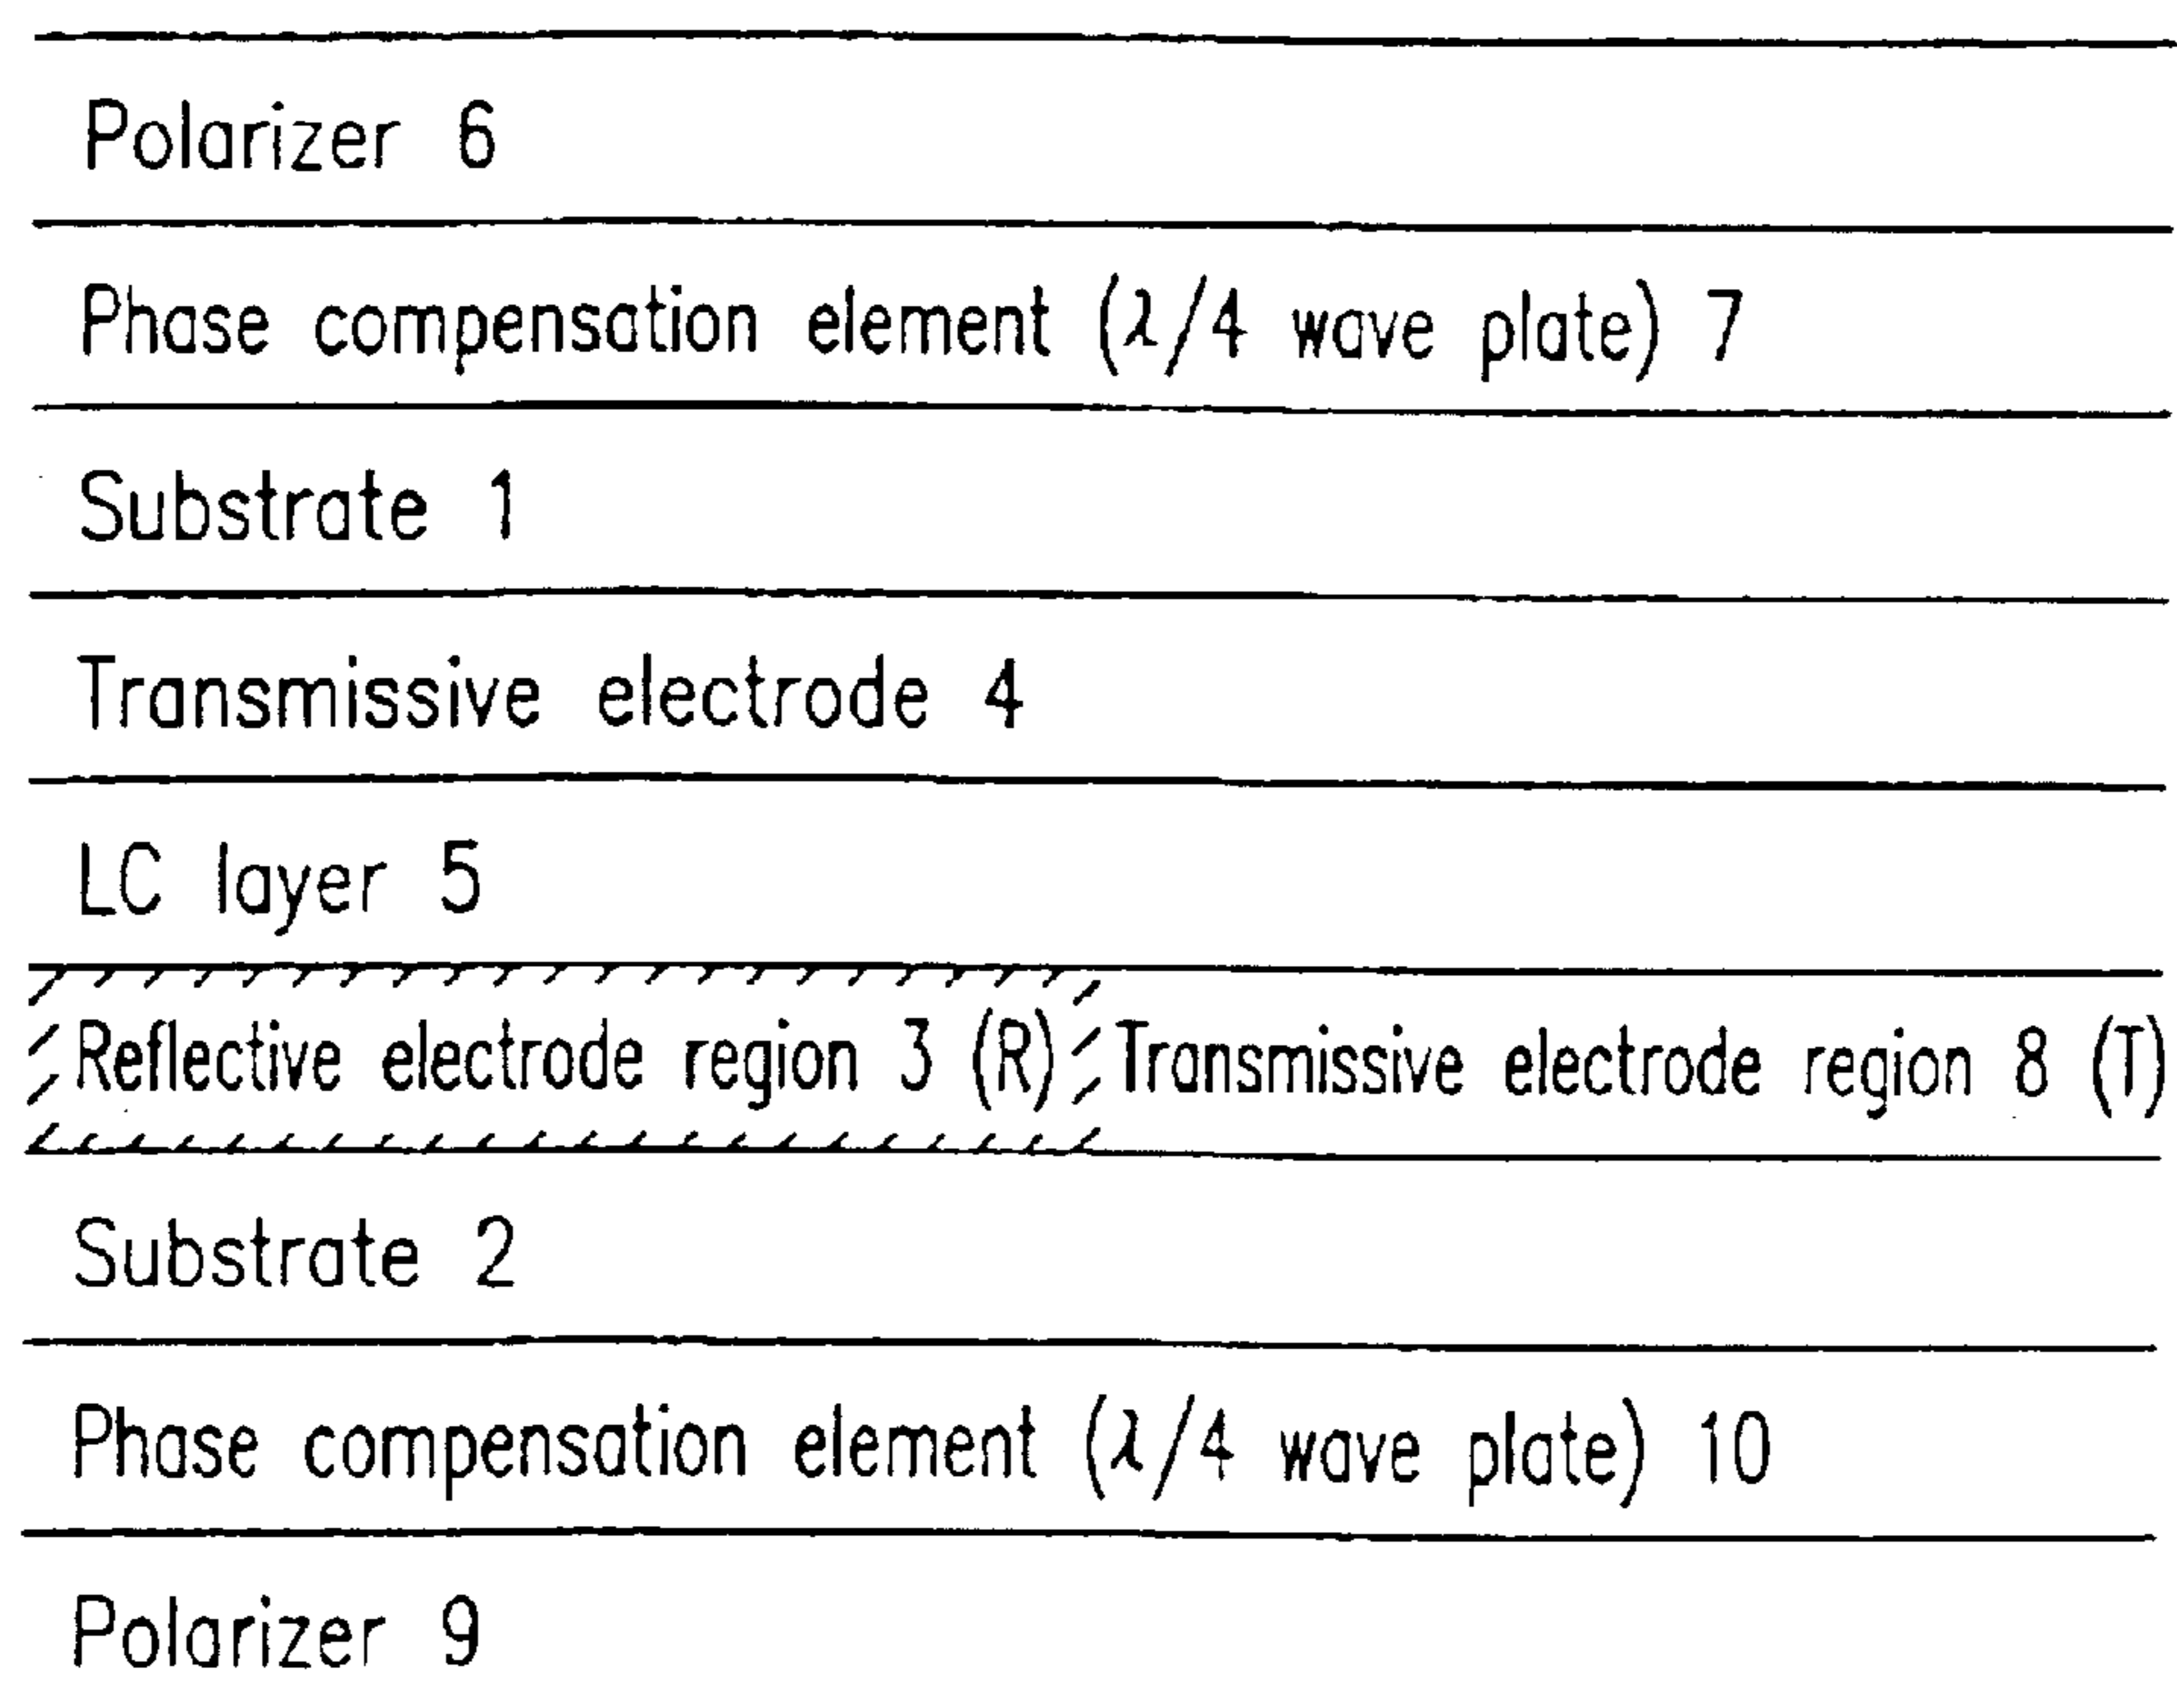 Polarizer 6
Phase compensation element (λ/4 wave plate) 7
Substrate 1
Transmissive electrode 4
LC layer 5
Reflective electrode region 3 (R) Transmissive electrode region 8 (T)
Substrate 2
Phase compensation element (λ/4 wave plate) 10
Polarizer 9